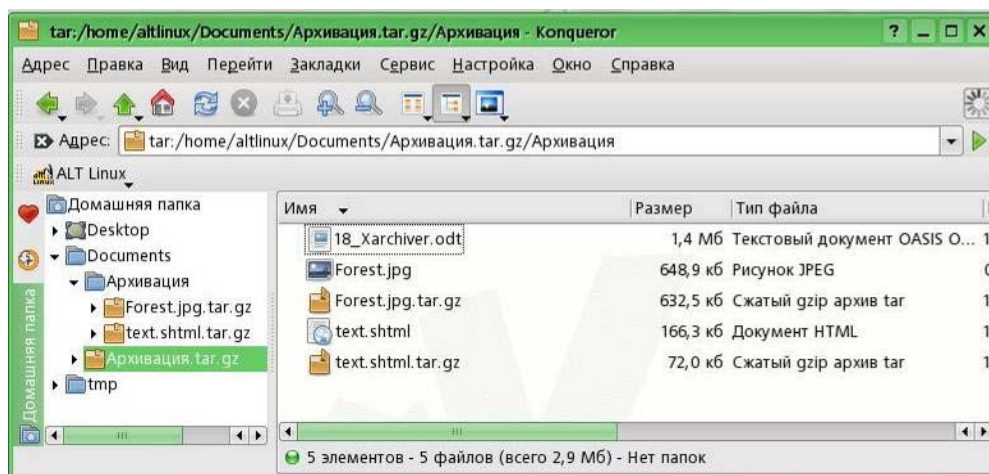 tar:/home/altlinux/Documents/Архивация.tar.gz/Архивация - Konqueror
Адрес Правка Вид Перейти Закладки Сервис Настройка Окно Справка
Адрес: tar:/home/altlinux/Documents/Архивация.tar.gz/Архивация
ALT Linux
Домашняя папка
Домашняя папка
Desktop
Documents
Архивация
Forest.jpg.tar.gz
text.shtml.tar.gz
Архивация.tar.gz
tmp
Имя Размер Тип файла
18_Xarchiver.odt 1,4 Мб Текстовый документ OASIS O... 1
Forest.jpg 648,9 кб Рисунок JPEG
Forest.jpg.tar.gz 632,5 кб Сжатый gzip архив tar 1
text.shtml 166,3 кб Документ HTML 1
text.shtml.tar.gz 72,0 кб Сжатый gzip архив tar 1
5 элементов - 5 файлов (всего 2,9 Мб) - Нет папок